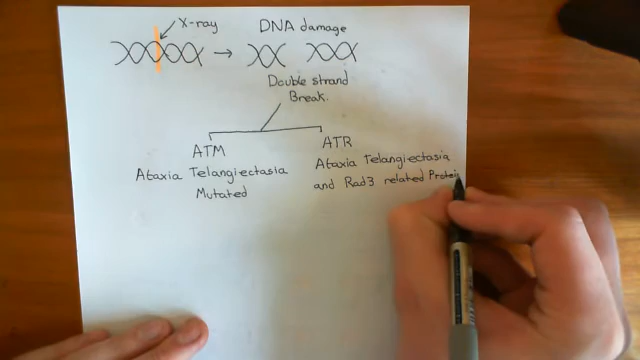 X-ray
DNA damage
Double strand
Break.
ATM
Ataxia Telangiectasia
Mutated
ATR
Ataxia Telangiectasia
and Rad3 related Protein